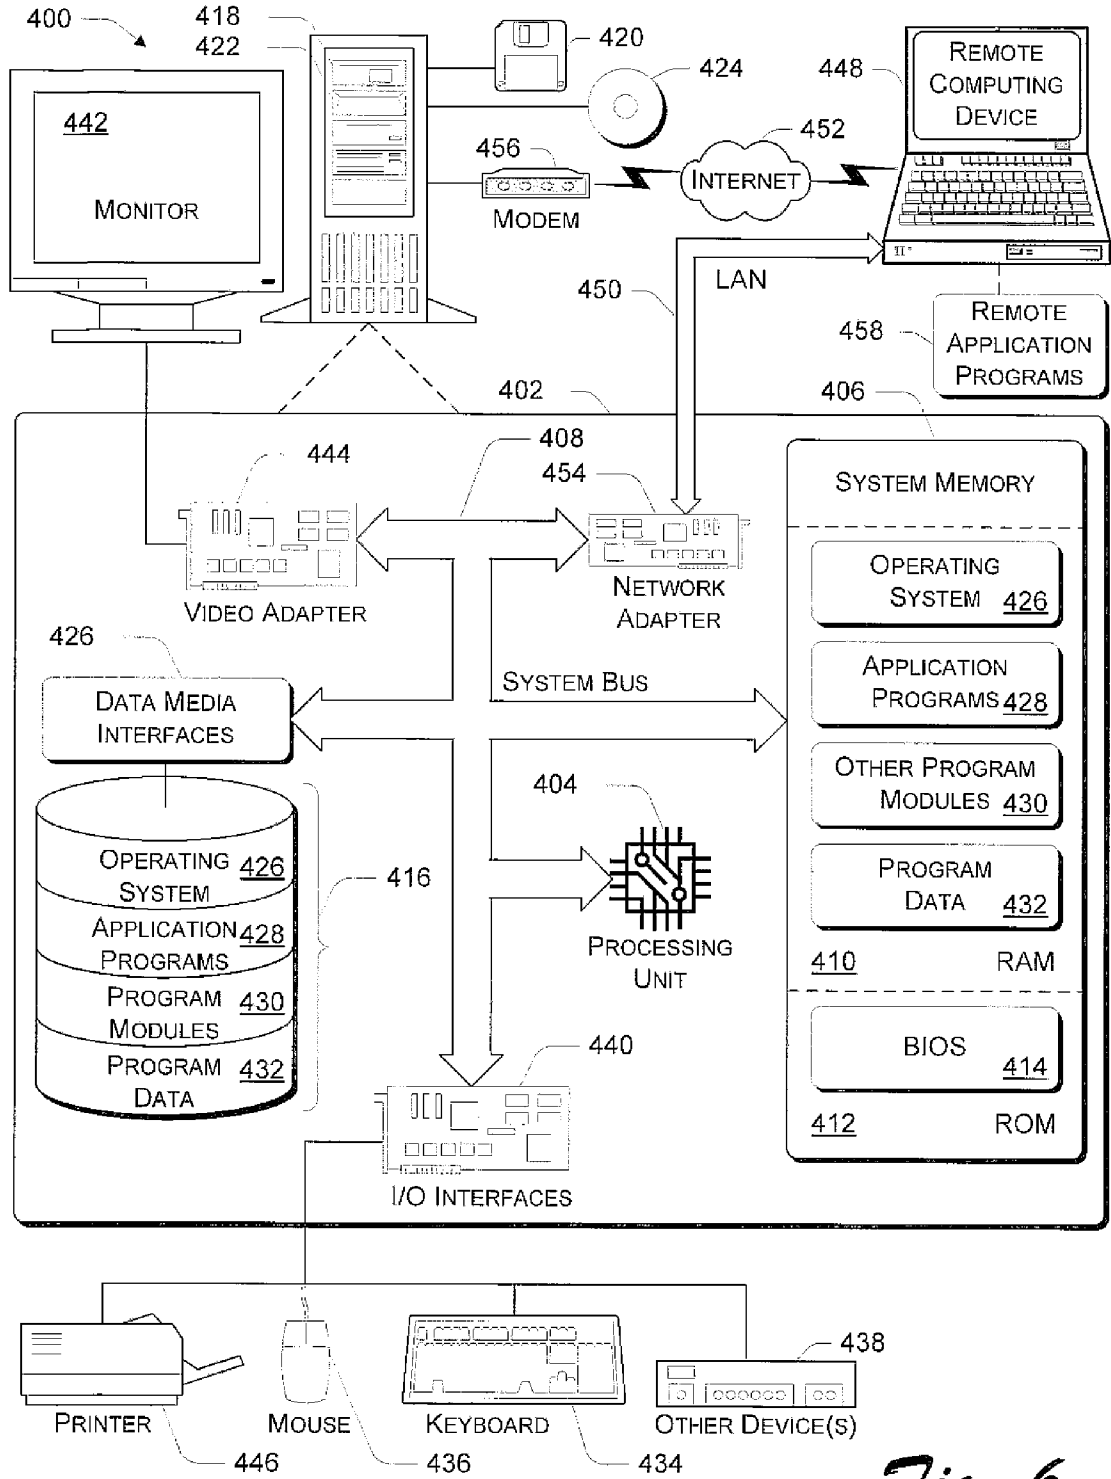 400
418
422
420
424
448
REMOTE
COMPUTING
DEVICE
442
MONITOR
456
MODEM
452
INTERNET
450
LAN
458
REMOTE
APPLICATION
PROGRAMS
402
406
444
408
454
VIDEO ADAPTER
NETWORK
ADAPTER
SYSTEM MEMORY
OPERATING
SYSTEM 426
APPLICATION
PROGRAMS 428
OTHER PROGRAM
MODULES 430
PROGRAM
DATA 432
410 RAM
BIOS
414
412 ROM
426
DATA MEDIA
INTERFACES
SYSTEM BUS
OPERATING
SYSTEM 426
APPLICATION
PROGRAMS 428
PROGRAM
MODULES 430
PROGRAM
DATA 432
416
404
PROCESSING
UNIT
440
I/O INTERFACES
PRINTER
446
MOUSE
436
KEYBOARD
434
438
OTHER DEVICE(S)
Fig. 6